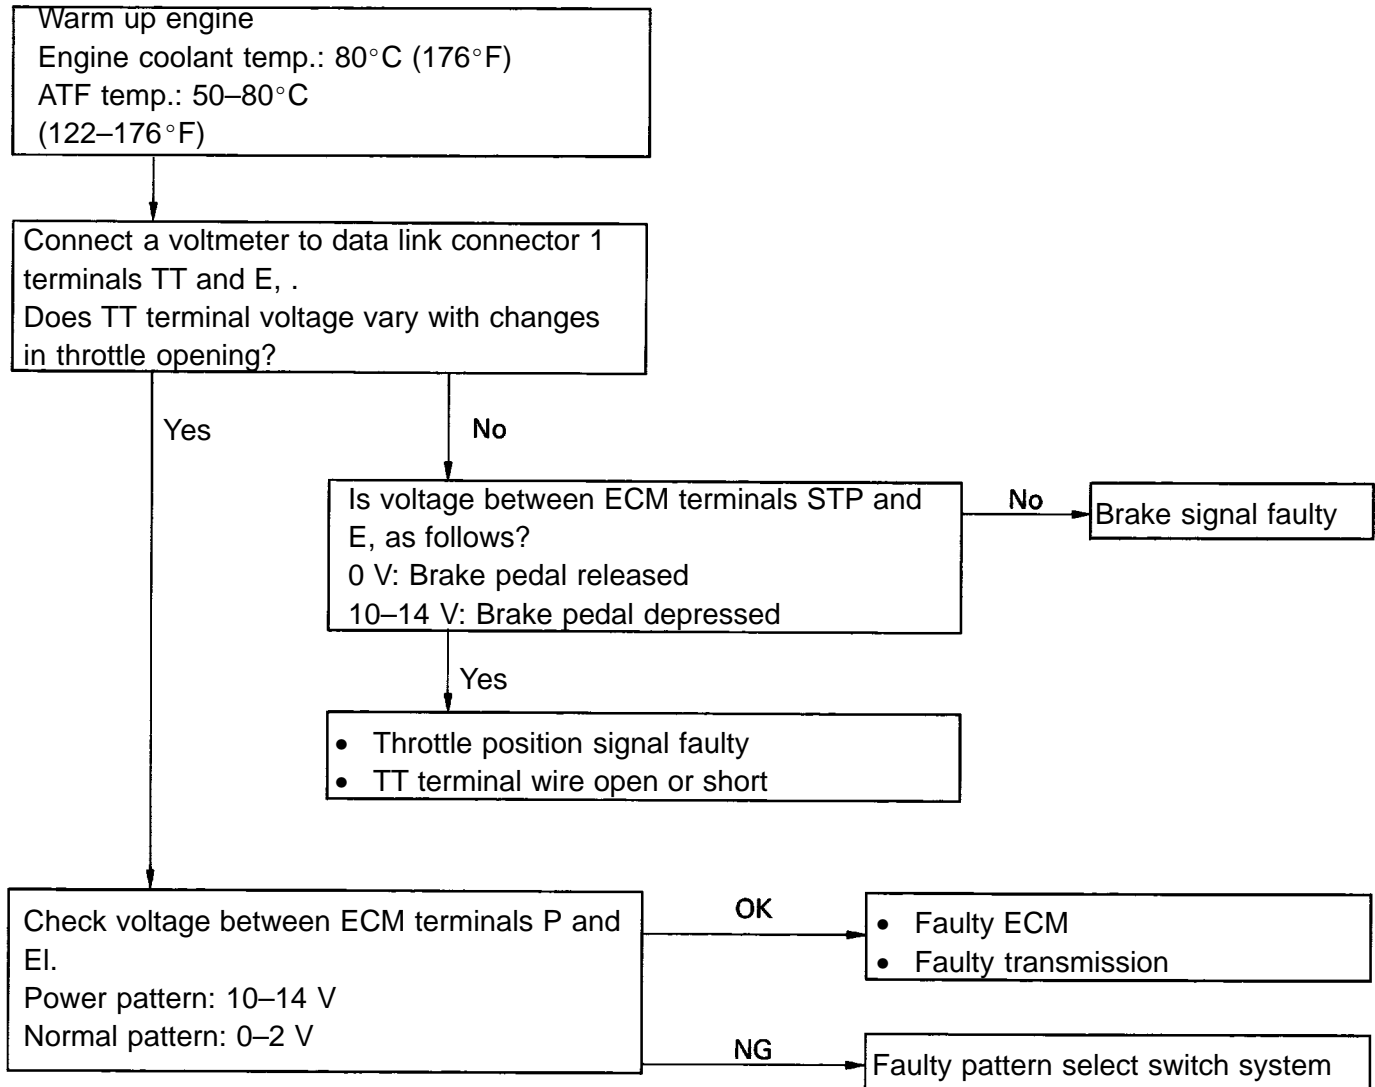 Warm up engine
Engine coolant temp.: 80°C (176°F)
ATF temp.: 50–80°C
(122–176°F)
Connect a voltmeter to data link connector 1
terminals TT and E, .
Does TT terminal voltage vary with changes
in throttle opening?
Yes
No
Is voltage between ECM terminals STP and
E, as follows?
0 V: Brake pedal released
10–14 V: Brake pedal depressed
No
Brake signal faulty
Yes
• Throttle position signal faulty
• TT terminal wire open or short
Check voltage between ECM terminals P and
El.
Power pattern: 10–14 V
Normal pattern: 0–2 V
OK
• Faulty ECM
• Faulty transmission
NG
Faulty pattern select switch system